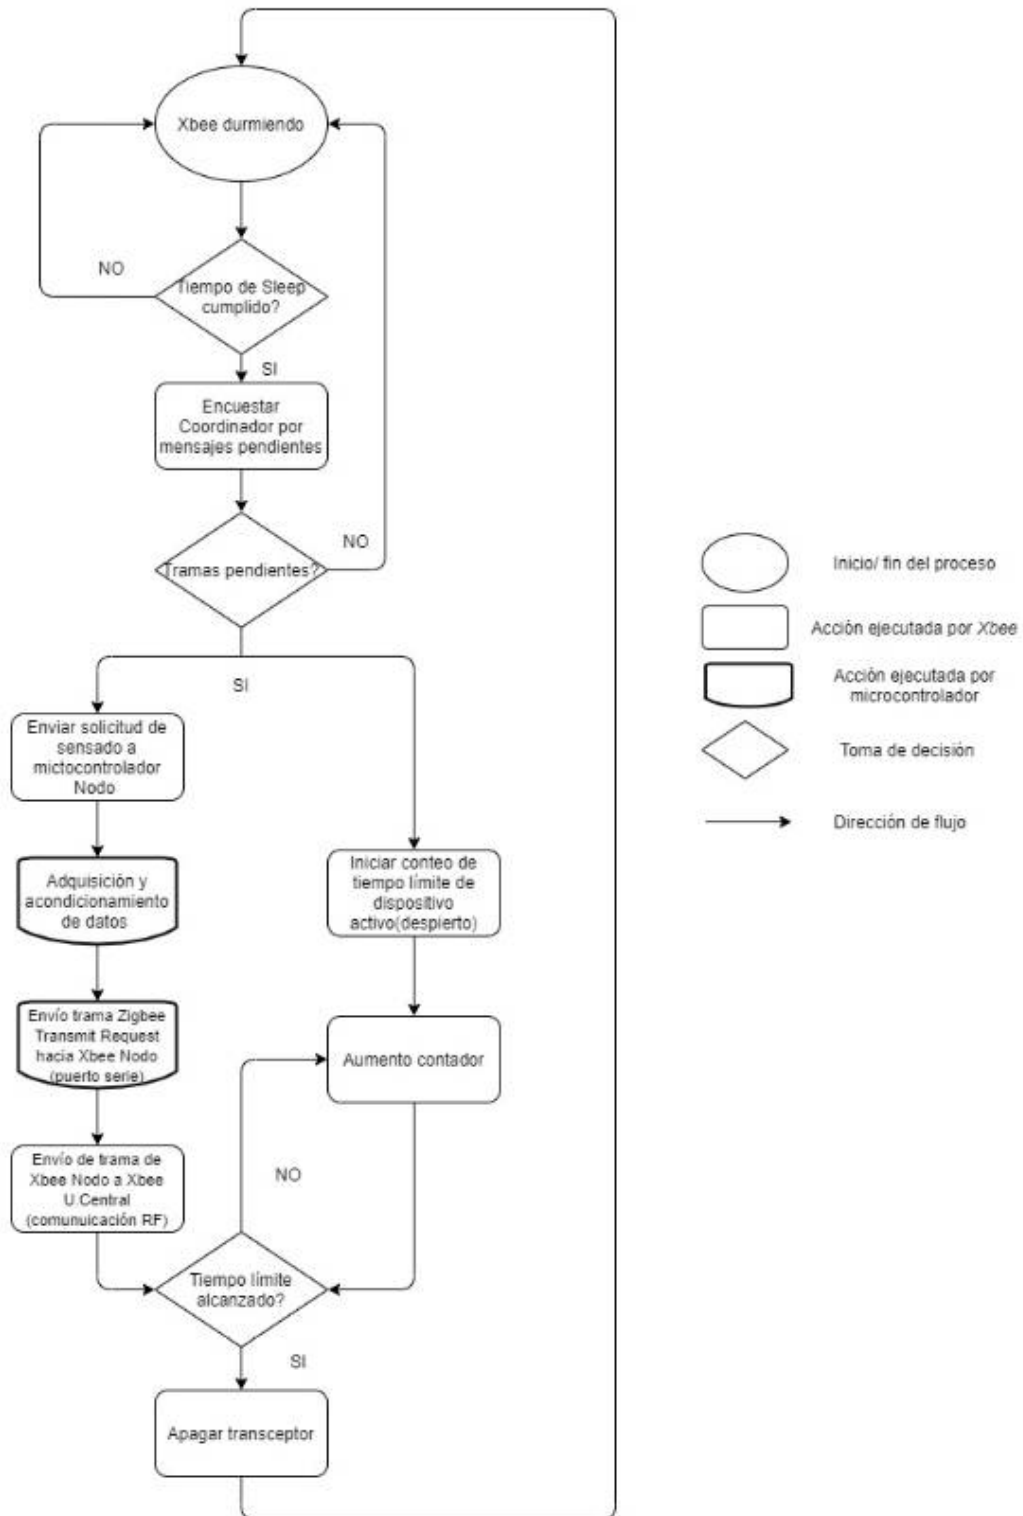 Xbee durmiendo
NO
Tiempo de Sleep
cumplido?
SI
Encuestar
Coordinador por
mensajes pendientes
NO
Tramas pendientes?
SI
Enviar solicitud de
sensado a
mictocontrolador
Nodo
Adquisición y
acondicionamiento
de datos
Envío trama Zigbee
Transmit Request
hacia Xbee Nodo
(puerto serie)
Envío de trama de
Xbee Nodo a Xbee
U.Central
(comunuicación RF)
Iniciar conteo de
tiempo límite de
dispositivo
activo(despierto)
Aumento contador
NO
Tiempo límite
alcanzado?
SI
Apagar transceptor
Inicio/ fin del proceso
Acción ejecutada por Xbee
Acción ejecutada por
microcontrolador
Toma de decisión
Dirección de flujo